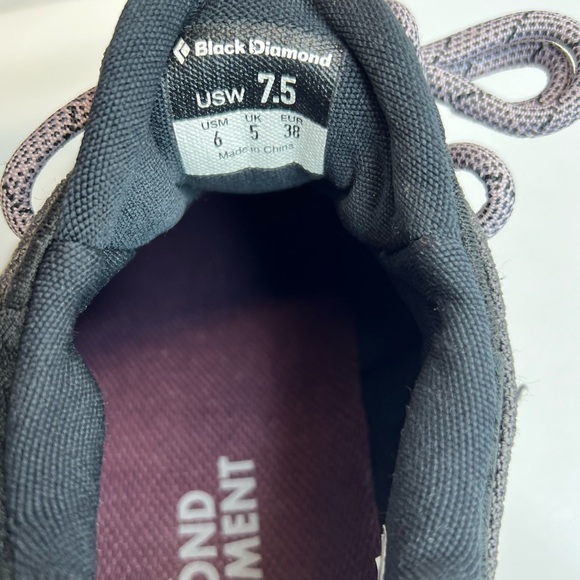 Black Diamond
USW 7.5
USM UK EUR
6 5 38
Made in China
OND
MENT